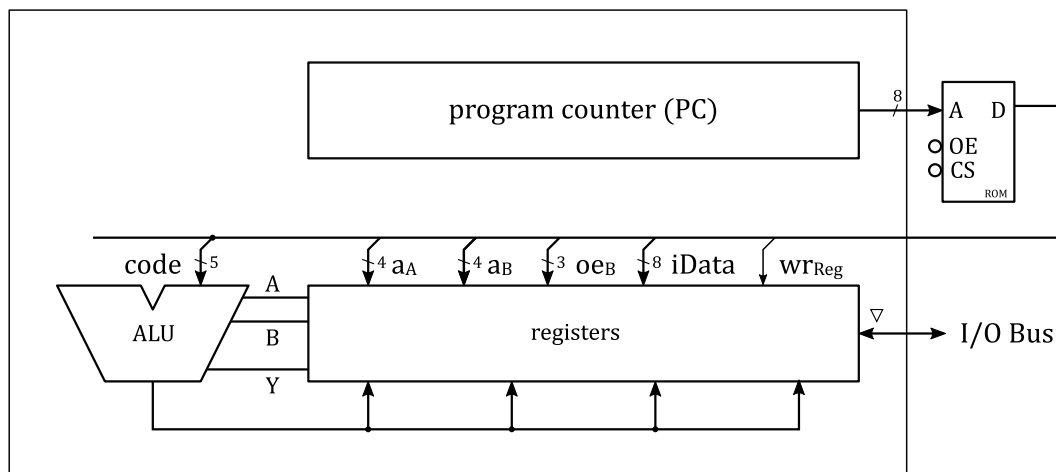 program counter (PC)
8
A D
OE
CS
ROM
code 5 4 aA 4 aB 3 oeB 8 iData wrReg
A
ALU
B
registers
▽
I/O Bus
Y